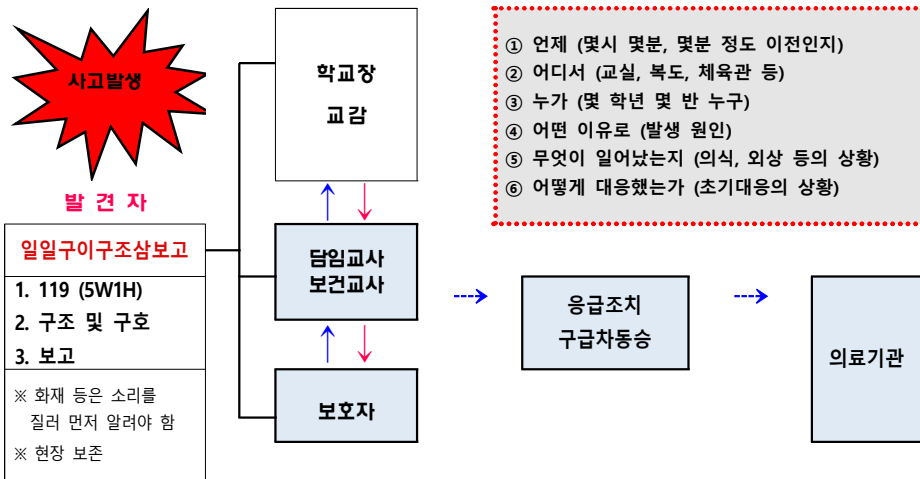 사고발생
발 견 자
일일구이구조삼보고
1. 119 (5W1H)
2. 구조 및 구호
3. 보고
※ 화재 등은 소리를
질러 먼저 알려야 함
※ 현장 보존
학교장
교감
담임교사
보건교사
보호자
① 언제 (몇시 몇분, 몇분 정도 이전인지)
② 어디서 (교실, 복도, 체육관 등)
③ 누가 (몇 학년 몇 반 누구)
④ 어떤 이유로 (발생 원인)
⑤ 무엇이 일어났는지 (의식, 외상 등의 상황)
⑥ 어떻게 대응했는가 (초기대응의 상황)
응급조치
구급차동승
의료기관